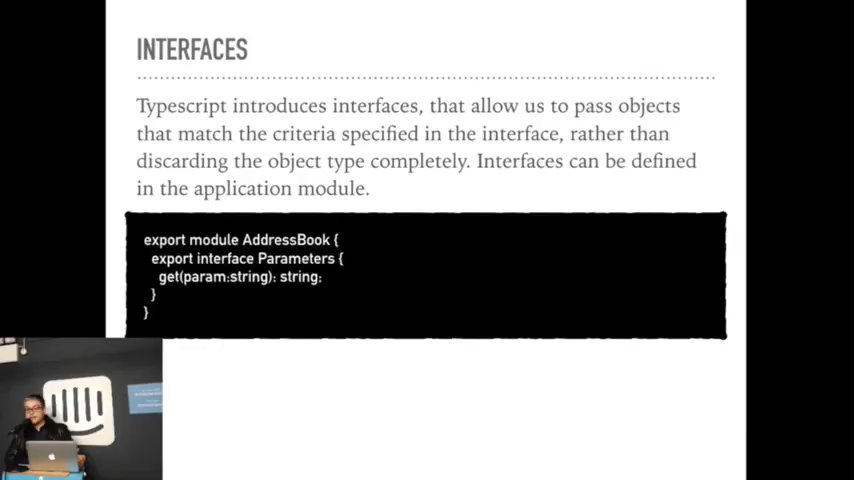 INTERFACES
Typescript introduces interfaces, that allow us to pass objects
that match the criteria specified in the interface, rather than
discarding the object type completely. Interfaces can be defined
in the application module.
export module AddressBook {
export interface Parameters {
get(param:string): string;
}
}